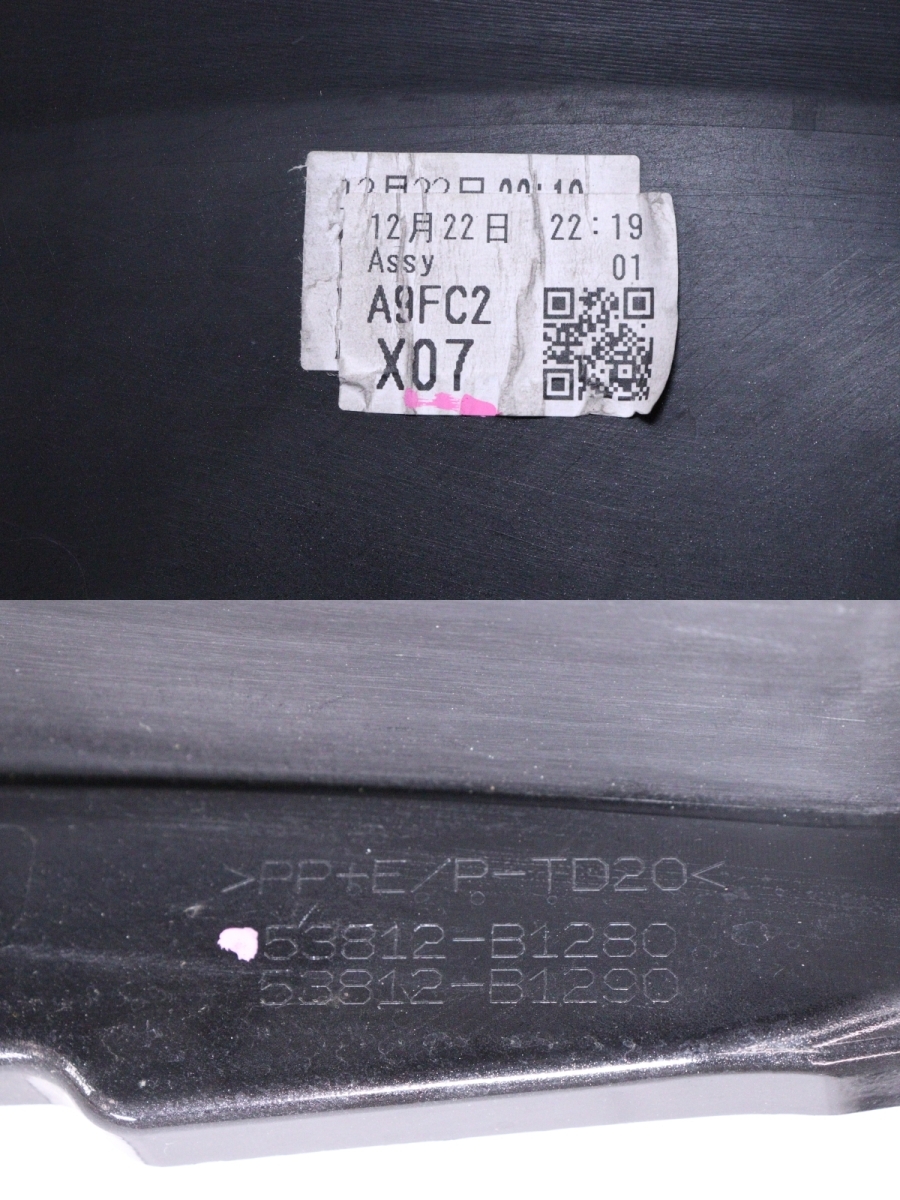 12月22日 22:19
Assy 01
A9FC2
X07
>PP+E/P-TD20<
53812-B1280
53812-B1290